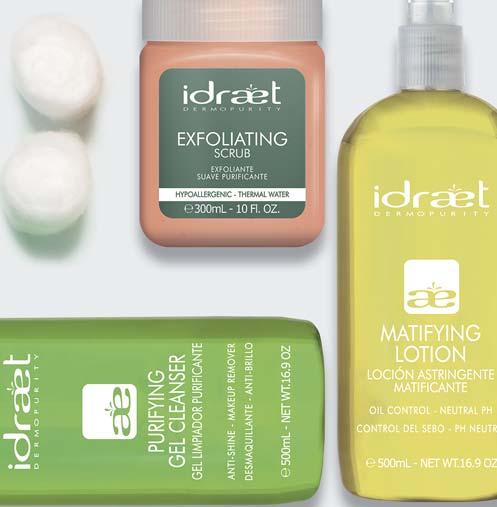 idraet
DERMOPURITY
EXFOLIATING
SCRUB
EXFOLIANTE
SUAVE PURIFICANTE
HYPOALLERGENIC - THERMAL WATER
℮300mL - 10 FL. OZ.
idraet
DERMOPURITY
æ
MATIFYING
LOTION
LOCIÓN ASTRINGENTE
MATIFICANTE
OIL CONTROL - NEUTRAL PH
CONTROL DEL SEBO - PH NEUTR
℮ 500mL - NET WT.16.9 OZ
idraet
DERMOPURITY
æ
PURIFYING
GEL CLEANSER
GEL LIMPIADOR PURIFICANTE
ANTI-SHINE - MAKEUP REMOVER
DESMAQUILLANTE - ANTI-BRILLO
℮ 500mL - NET WT.16.9 OZ